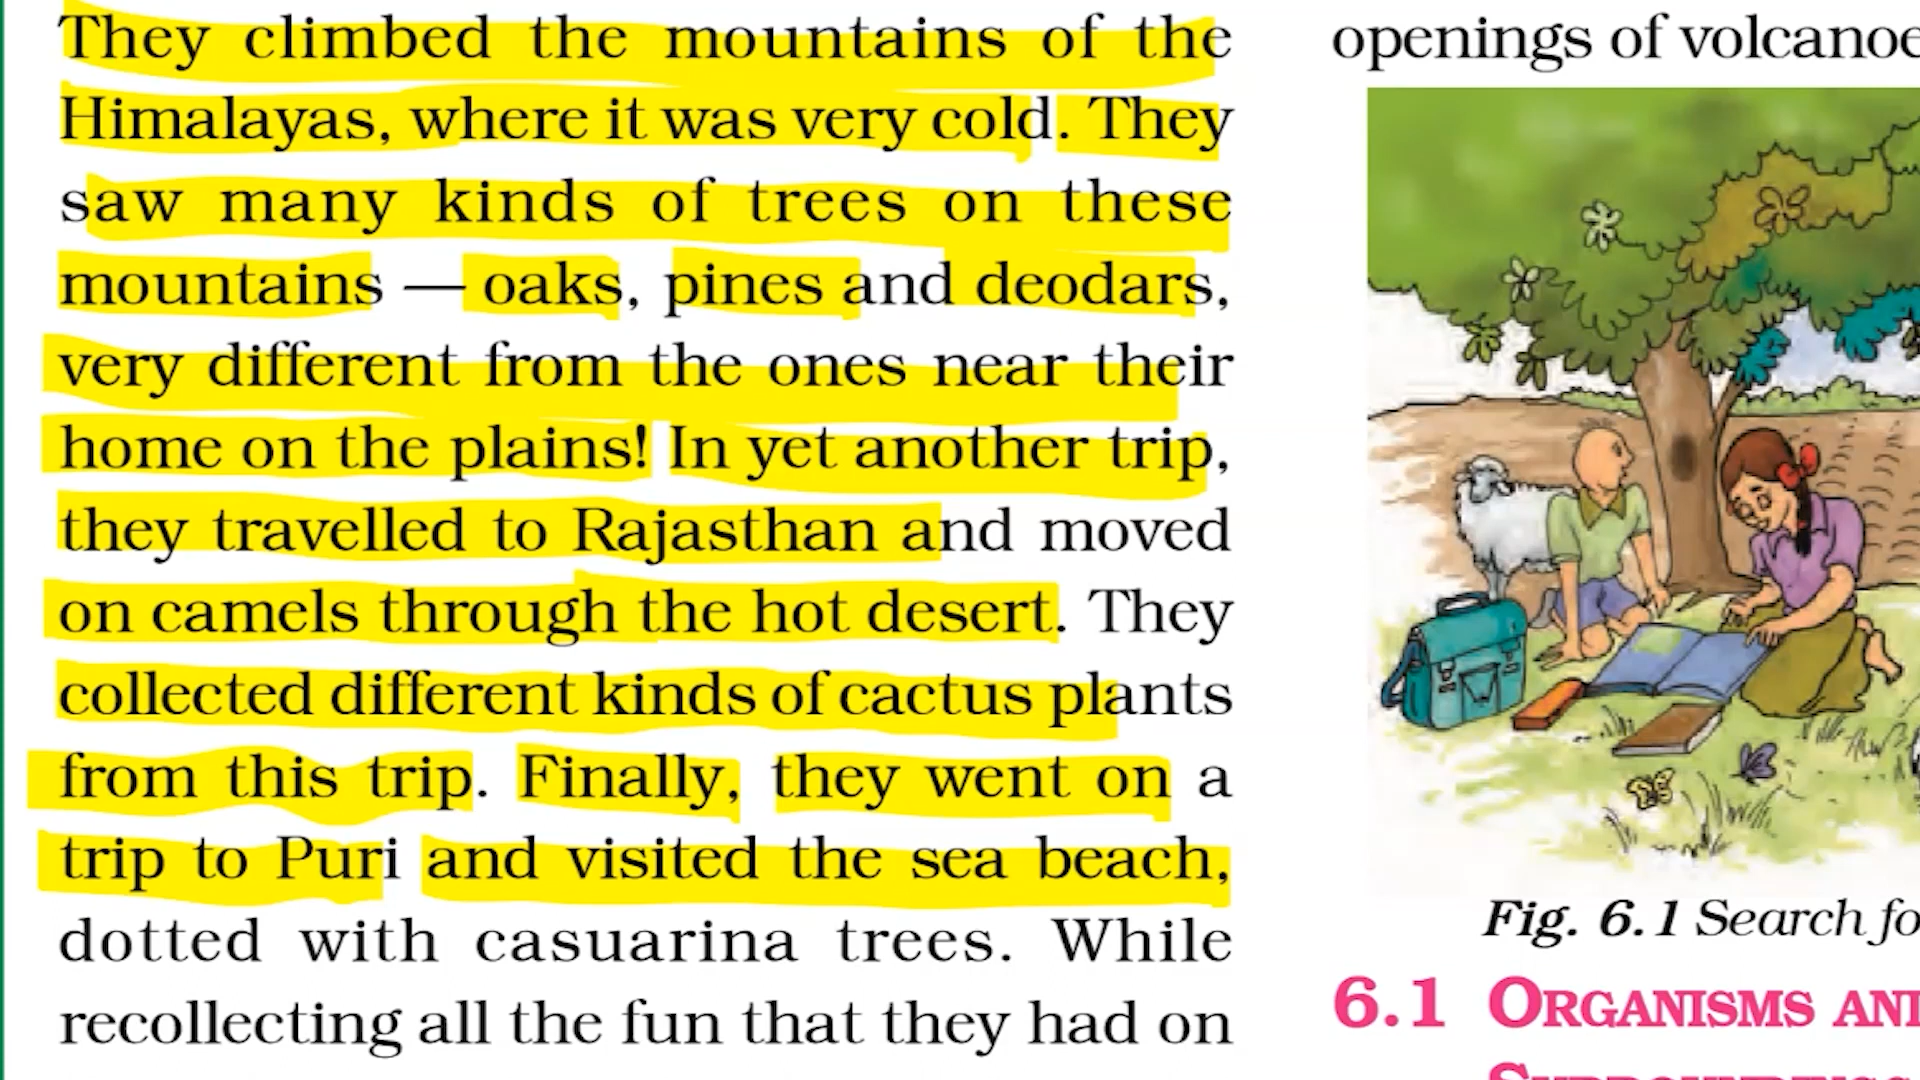 They climbed the mountains of the
Himalayas, where it was very cold. They
saw many kinds of trees on these
mountains — oaks, pines and deodars,
very different from the ones near their
home on the plains! In yet another trip,
they travelled to Rajasthan and moved
on camels through the hot desert. They
collected different kinds of cactus plants
from this trip. Finally, they went on a
trip to Puri and visited the sea beach,
dotted with casuarina trees. While
recollecting all the fun that they had on
openings of
Fig. 6.1 Search
6.1 ORGANISMS